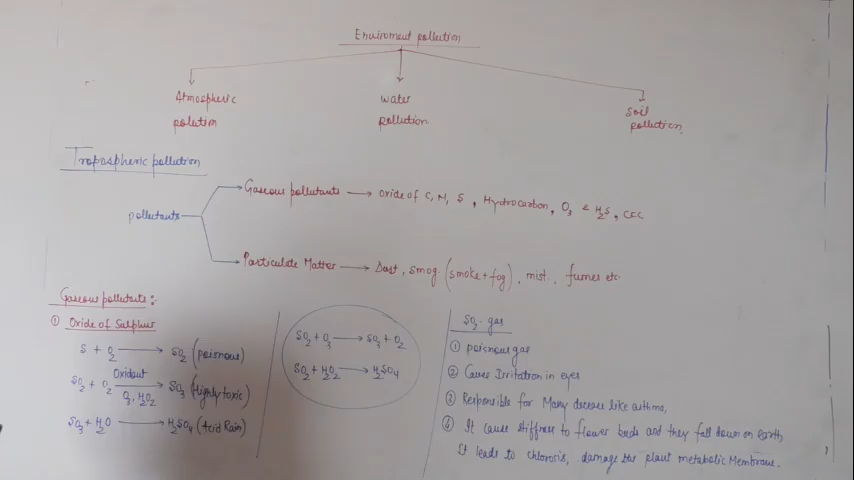 Enviroment pollution
Atmospheric
polution
water
pollution
soil
pollution
Tropospheric pollution
pollutants
Gaseous pollutants → oxide of C, N, S , Hydrocarbon, O3 & H2S , CFC
Particulate Matter → Dust, smog (smoke + fog), mist, fumes etc
Gaseous pollutants:-
① Oxide of Sulphur
S + O2 → SO2 (poisnous)
SO2 + O2 Oxidant → O3, H2O2 SO3 (Highly toxic)
SO3 + H2O → H2SO4 (Acid Rain)
SO2 + O3 → SO3 + O2
SO2 + H2O2 → H2SO4
SO2 - gas
① poisnous gas
② Causes Irritation in eyes
③ Responsible for Many deceses like asthma,
④ It cause stiffness to flower buds and they fall down on earth
It leads to chlorosis, damage the plant metabolic Membrane.